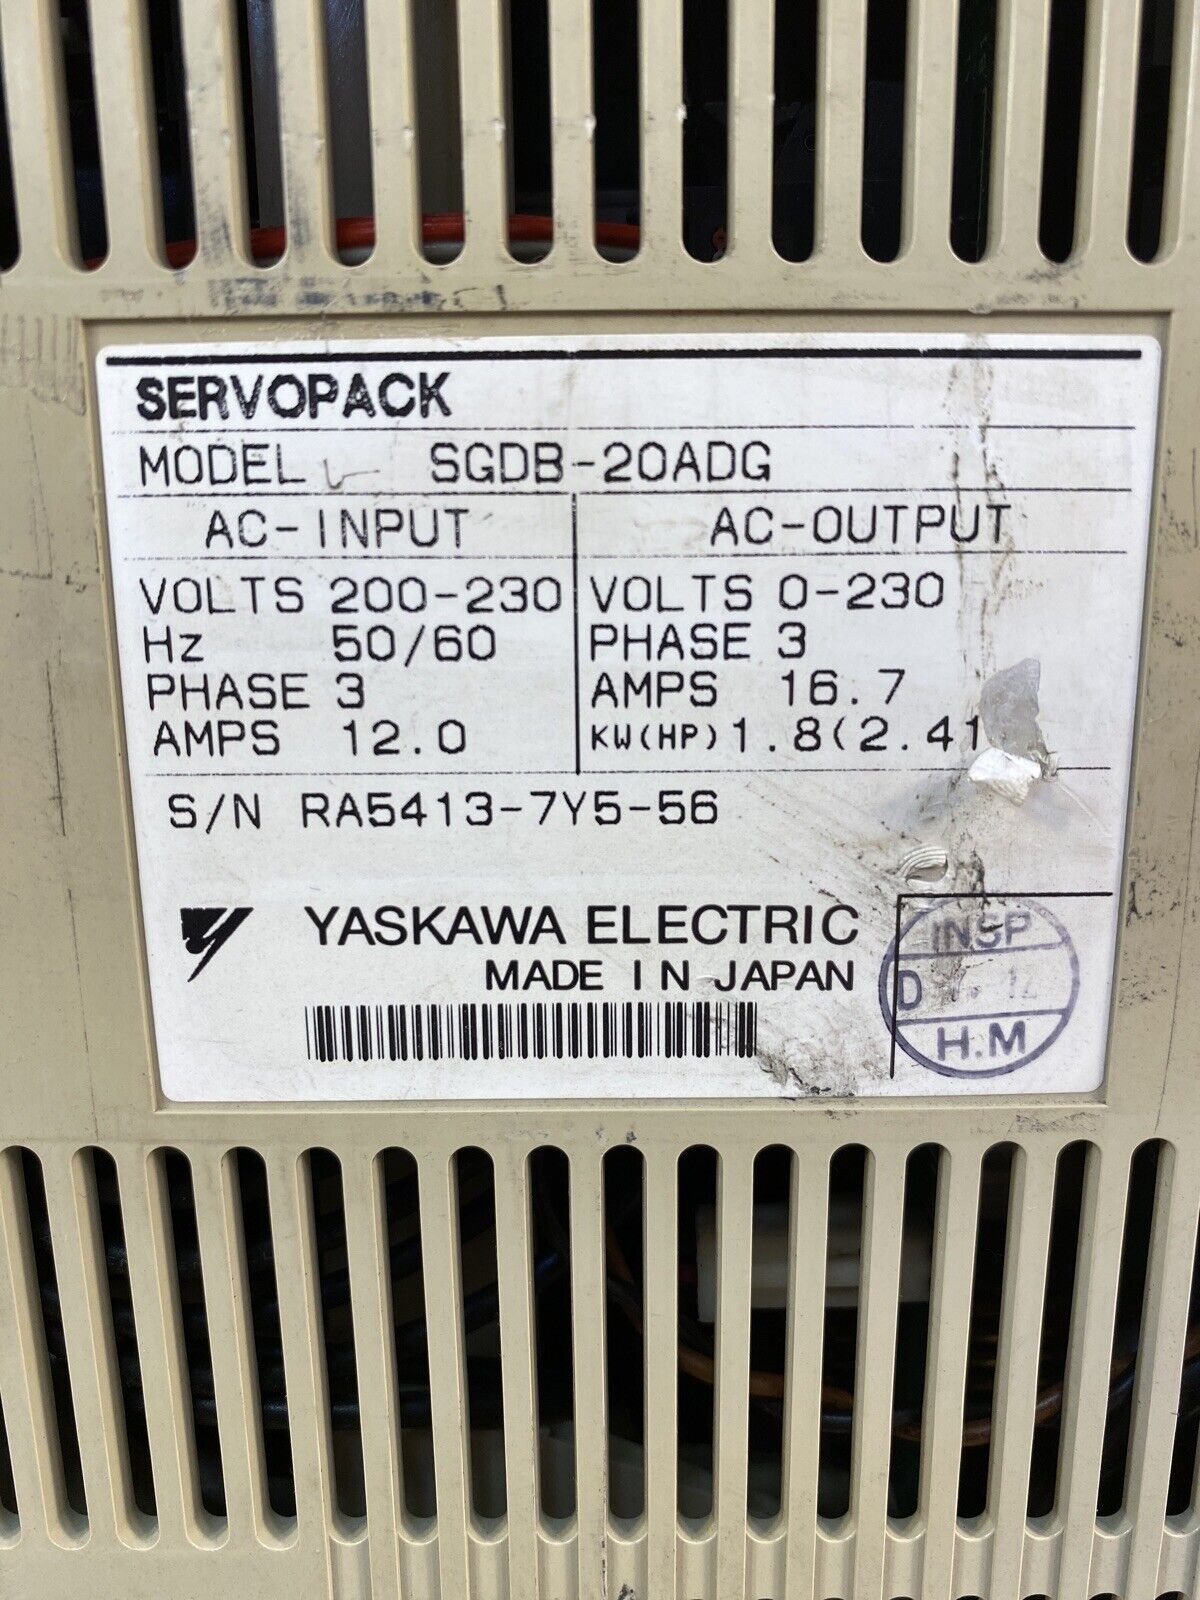 SERVOPACK
MODEL SGDB-20ADG
AC-INPUT AC-OUTPUT
VOLTS 200-230 VOLTS 0-230
Hz 50/60 PHASE 3
PHASE 3 AMPS 16.7
AMPS 12.0 KW(HP) 1.8(2.41
S/N RA5413-7Y5-56
YASKAWA ELECTRIC
MADE IN JAPAN
INSP
D
H.M